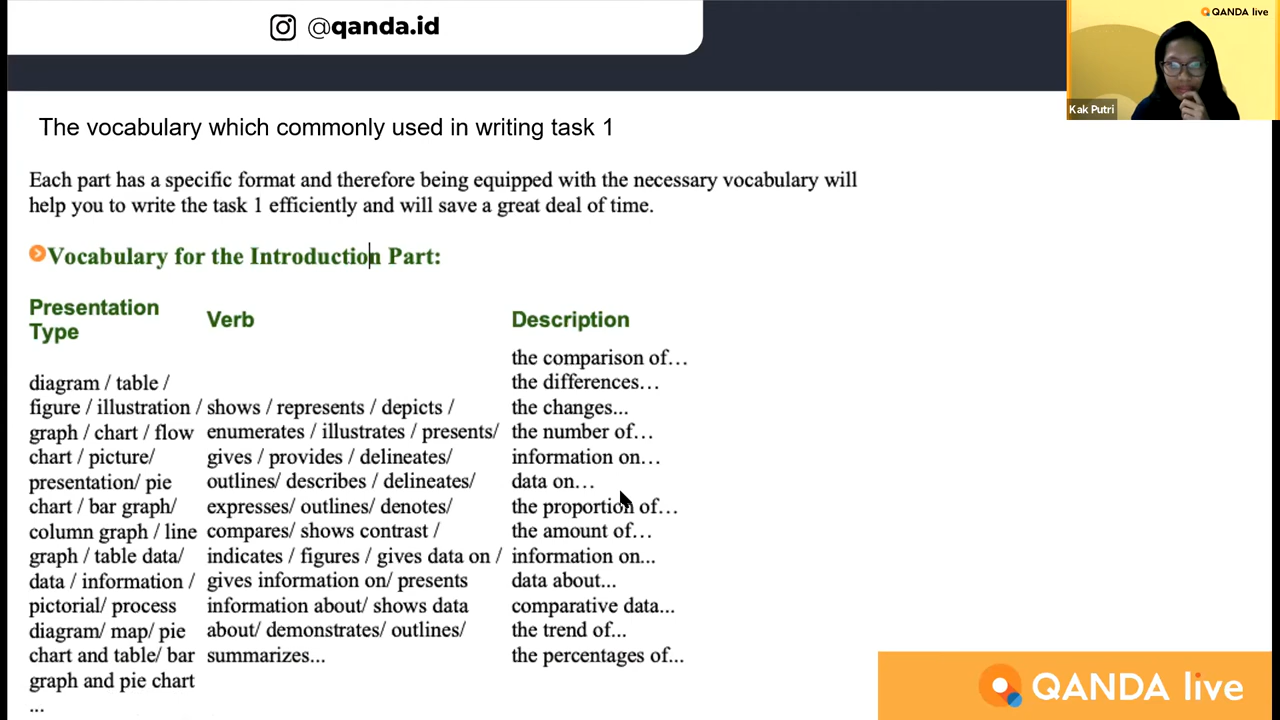 @qanda.id
QANDA live
Kak Putri
The vocabulary which commonly used in writing task 1
Each part has a specific format and therefore being equipped with the necessary vocabulary will
help you to write the task 1 efficiently and will save a great deal of time.
Vocabulary for the Introduction Part:
Presentation
Type
diagram / table /
figure / illustration /
graph / chart / flow
chart / picture/
presentation/ pie
chart / bar graph/
column graph / line
graph / table data/
data / information /
pictorial/ process
diagram/ map/ pie
chart and table/ bar
graph and pie chart
...
Verb
shows / represents / depicts /
enumerates / illustrates / presents/
gives / provides / delineates/
outlines/ describes / delineates/
expresses/ outlines/ denotes/
compares/ shows contrast /
indicates / figures / gives data on /
gives information on/ presents
information about/ shows data
about/ demonstrates/ outlines/
summarizes...
Description
the comparison of…
the differences…
the changes...
the number of…
information on…
data on…
the proportion of…
the amount of…
information on...
data about...
comparative data...
the trend of...
the percentages of...
QANDA live